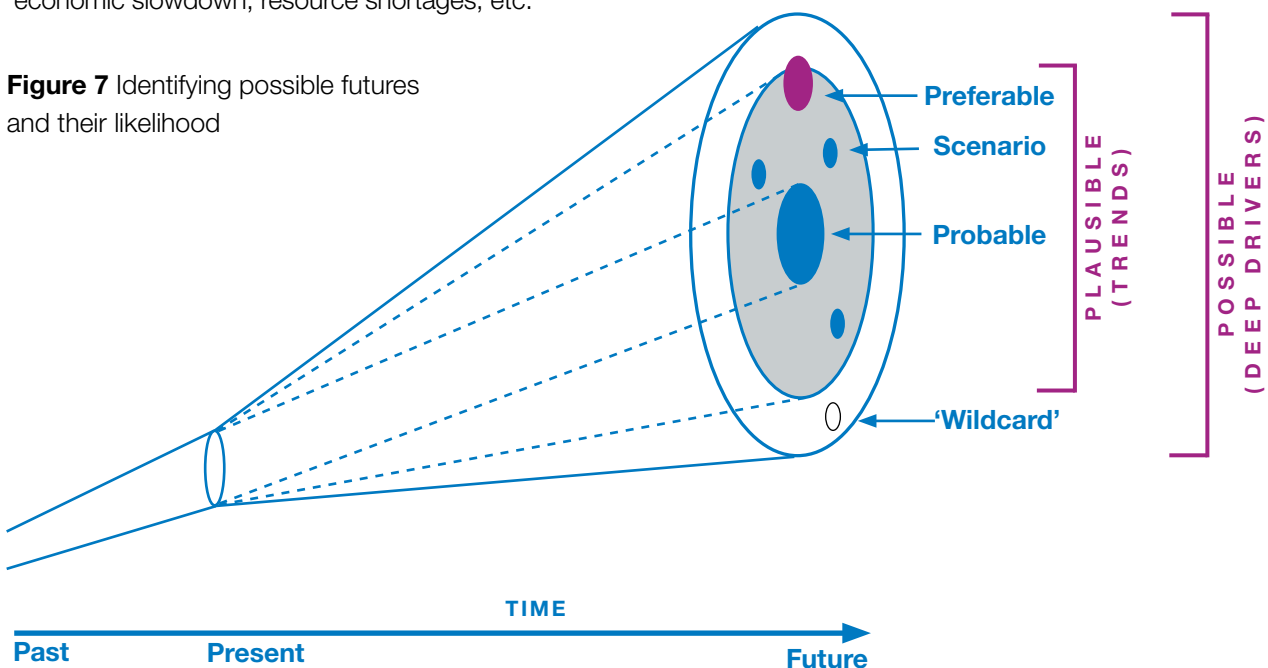 economic slowdown, resource shortages, etc.
Figure 7 Identifying possible futures
and their likelihood
Preferable
Scenario
Probable
'Wildcard'
PLAUSIBLE
(TRENDS)
POSSIBLE
(DEEP DRIVERS)
TIME
Past
Present
Future